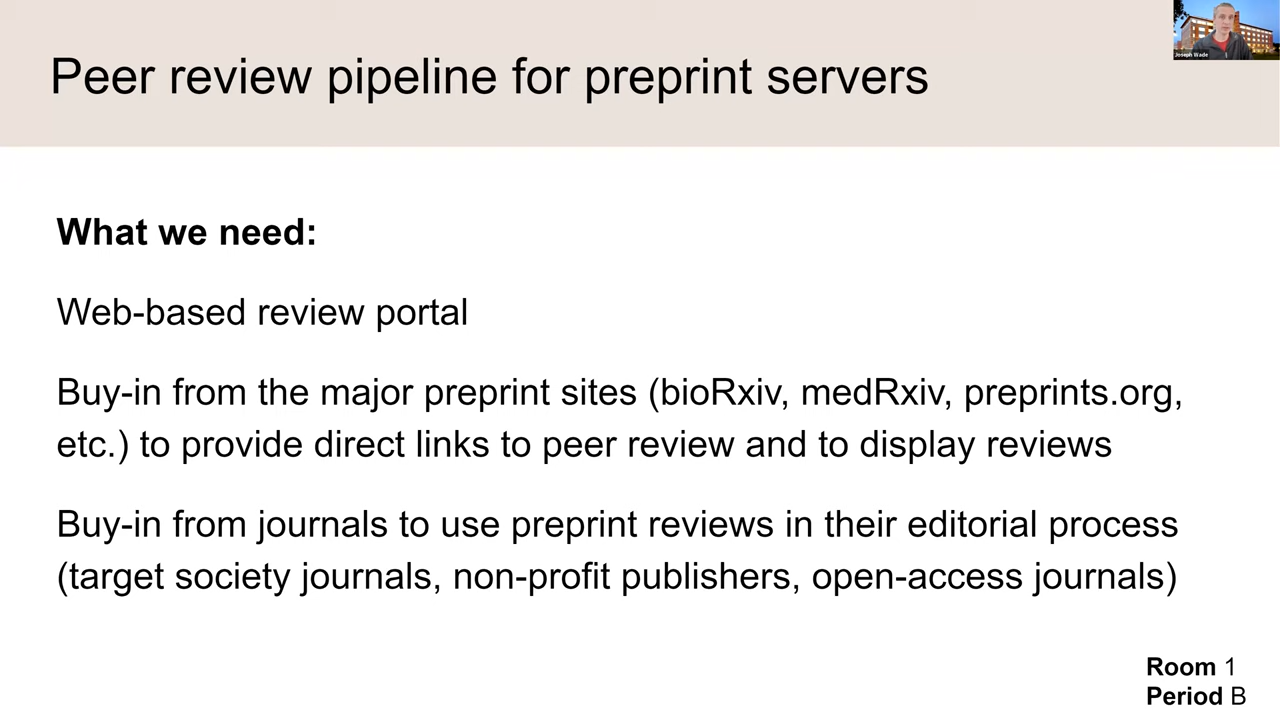 Joseph Wade
Peer review pipeline for preprint servers
What we need:
Web-based review portal
Buy-in from the major preprint sites (bioRxiv, medRxiv, preprints.org,
etc.) to provide direct links to peer review and to display reviews
Buy-in from journals to use preprint reviews in their editorial process
(target society journals, non-profit publishers, open-access journals)
Room 1
Period B